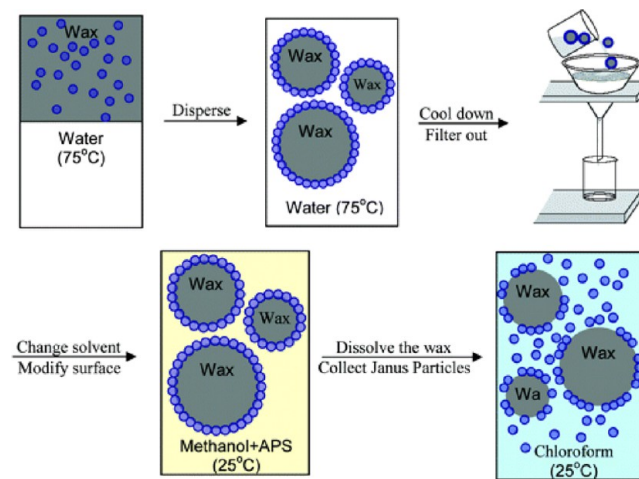 Wax
Water
(75°C)
Disperse
Wax
Wax
Wax
Water (75°C)
Cool down
Filter out
Change solvent
Modify surface
Wax
Wax
Wax
Methanol+APS
(25°C)
Dissolve the wax
Collect Janus Particles
Wax
Wax
Wa
Chloroform
(25°C)